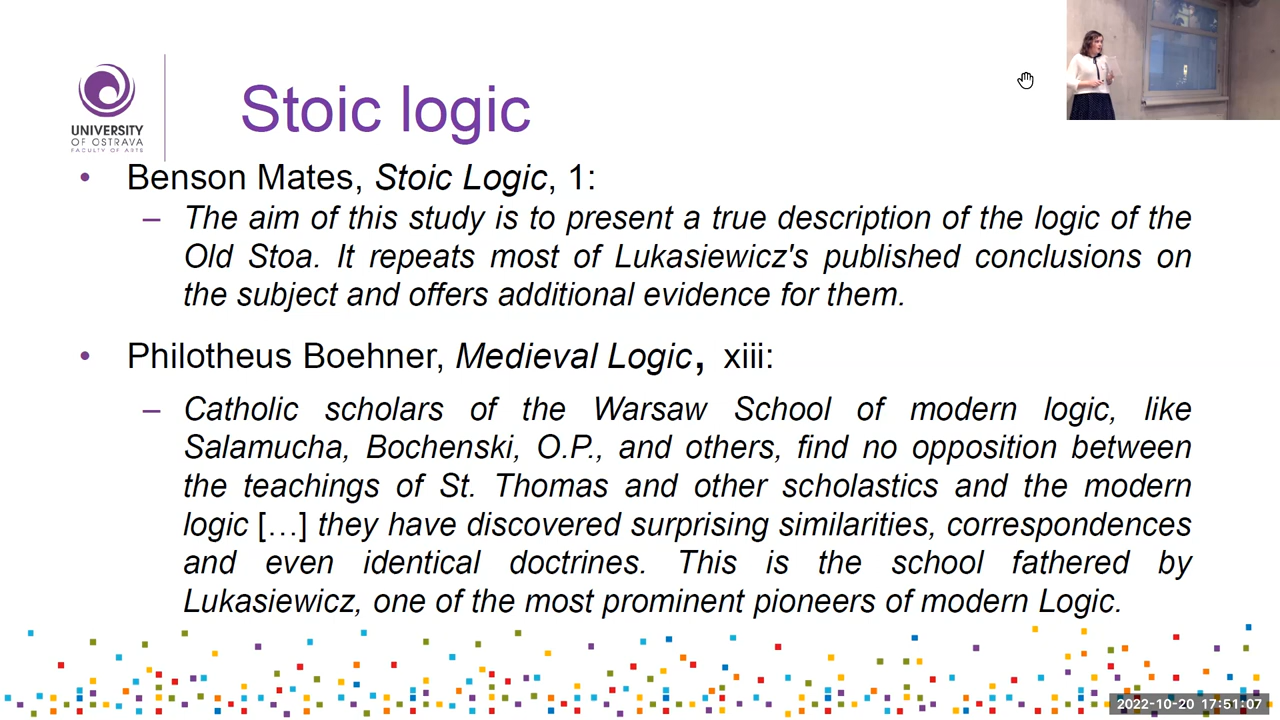 UNIVERSITY
OF OSTRAVA
FACULTY OF ARTS
Stoic logic
• Benson Mates, Stoic Logic, 1:
– The aim of this study is to present a true description of the logic of the
Old Stoa. It repeats most of Lukasiewicz's published conclusions on
the subject and offers additional evidence for them.
• Philotheus Boehner, Medieval Logic, xiii:
– Catholic scholars of the Warsaw School of modern logic, like
Salamucha, Bochenski, O.P., and others, find no opposition between
the teachings of St. Thomas and other scholastics and the modern
logic […] they have discovered surprising similarities, correspondences
and even identical doctrines. This is the school fathered by
Lukasiewicz, one of the most prominent pioneers of modern Logic.
2022-10-20 17:51:07